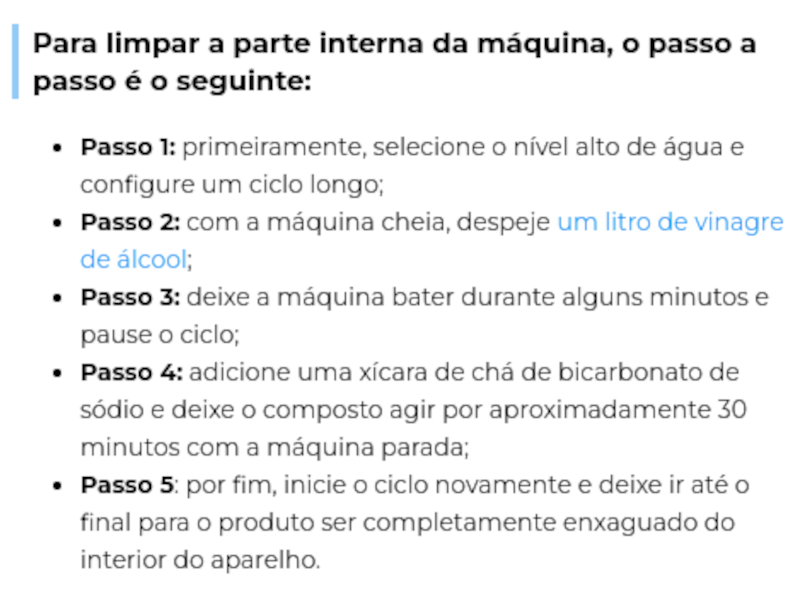 Para limpar a parte interna da máquina, o passo a
passo é o seguinte:
• Passo 1: primeiramente, selecione o nível alto de água e
configure um ciclo longo;
• Passo 2: com a máquina cheia, despeje um litro de vinagre
de álcool;
• Passo 3: deixe a máquina bater durante alguns minutos e
pause o ciclo;
• Passo 4: adicione uma xícara de chá de bicarbonato de
sódio e deixe o composto agir por aproximadamente 30
minutos com a máquina parada;
• Passo 5: por fim, inicie o ciclo novamente e deixe ir até o
final para o produto ser completamente enxaguado do
interior do aparelho.